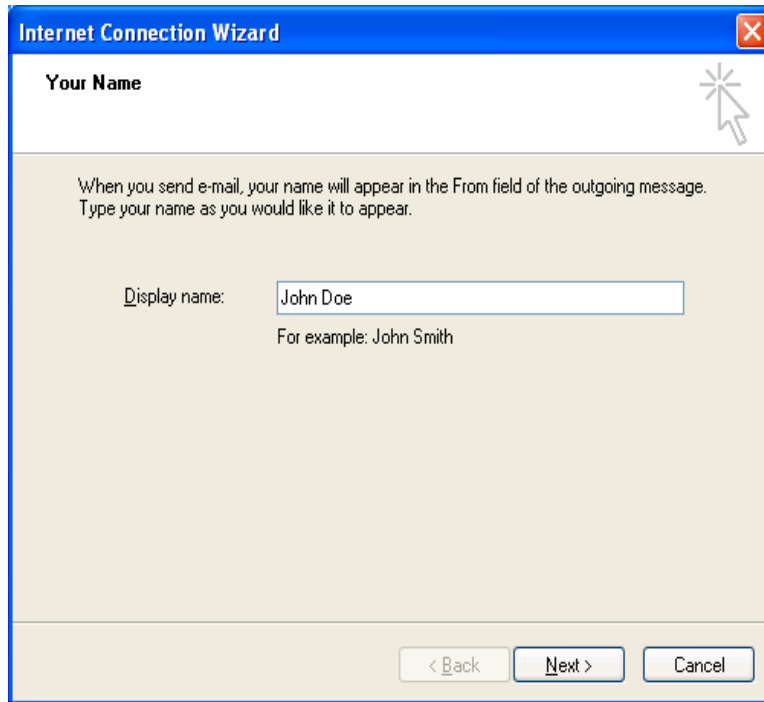 Internet Connection Wizard
Your Name
When you send e-mail, your name will appear in the From field of the outgoing message.
Type your name as you would like it to appear.
Display name: John Doe
For example: John Smith
< Back Next > Cancel